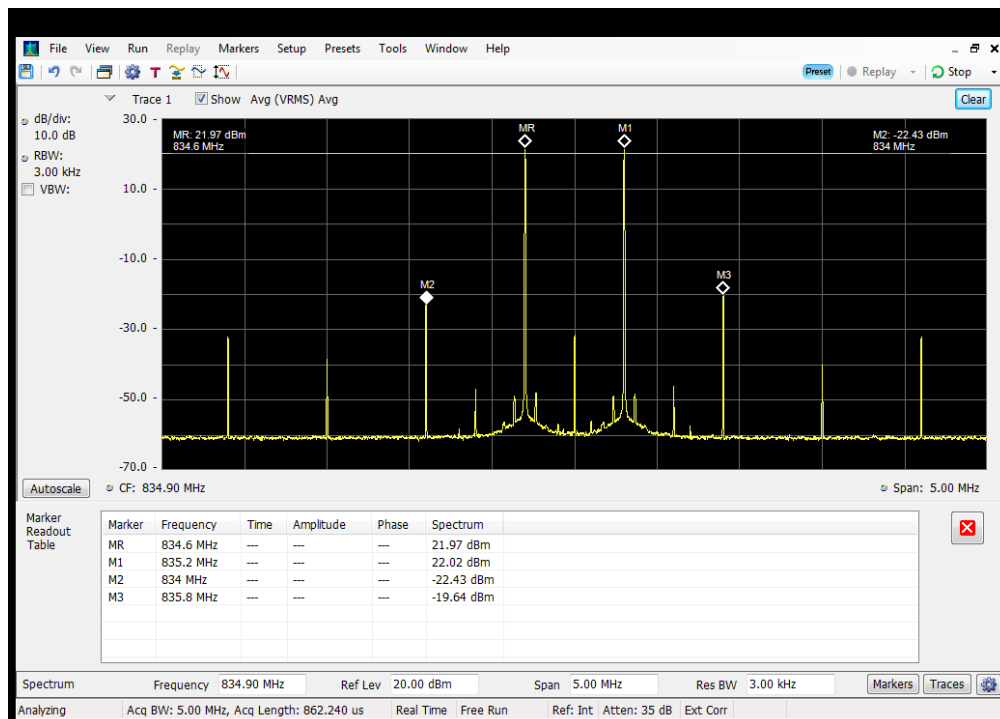 File View Run Replay Markers Setup Presets Tools Window Help
T Preset Replay Stop
Trace 1 Show Avg (VRMS) Avg Clear
dB/div:
10.0 dB
RBW:
3.00 kHz
VBW:
30.0 -
10.0 -
-10.0 -
-30.0 -
-50.0 -
-70.0 -
MR: 21.97 dBm
834.6 MHz
MR
M1
M2: -22.43 dBm
834 MHz
M2
M3
Autoscale CF: 834.90 MHz Span: 5.00 MHz
Marker
Readout
Table
Marker Frequency Time Amplitude Phase Spectrum
MR 834.6 MHz --- --- --- 21.97 dBm
M1 835.2 MHz --- --- --- 22.02 dBm
M2 834 MHz --- --- --- -22.43 dBm
M3 835.8 MHz --- --- --- -19.64 dBm
Spectrum Frequency 834.90 MHz Ref Lev 20.00 dBm Span 5.00 MHz Res BW 3.00 kHz Markers Traces
Analyzing Acq BW: 5.00 MHz, Acq Length: 862.240 us Real Time Free Run Ref: Int Atten: 35 dB Ext Corr